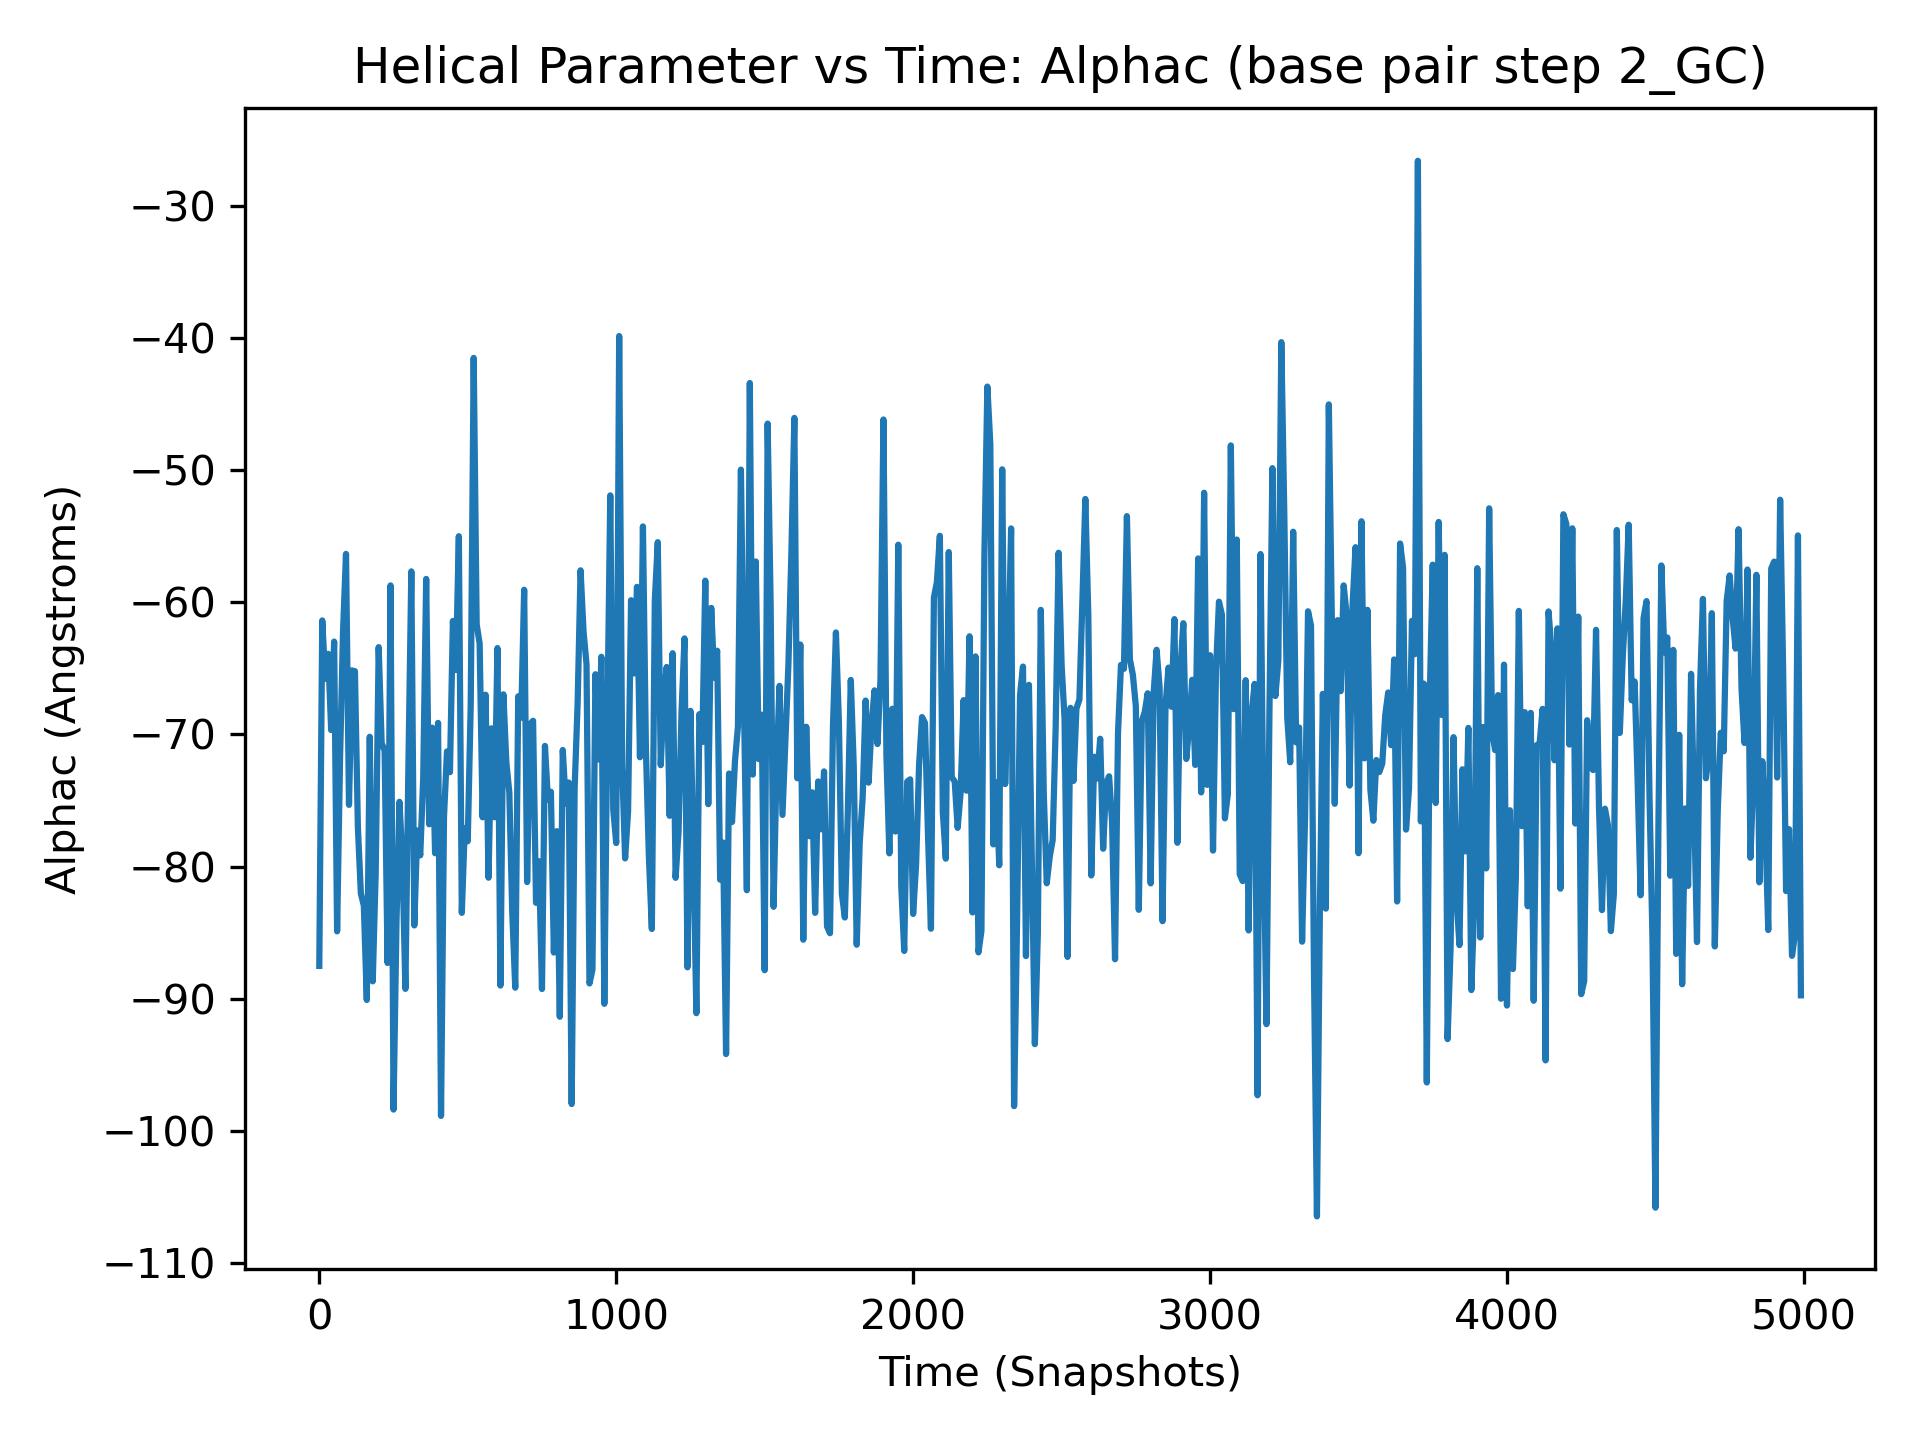 Helical Parameter vs Time: Alphac (base pair step 2_GC)
−30
−40
−50
−60
−70
−80
−90
−100
−110
Alphac (Angstroms)
0 1000 2000 3000 4000 5000
Time (Snapshots)